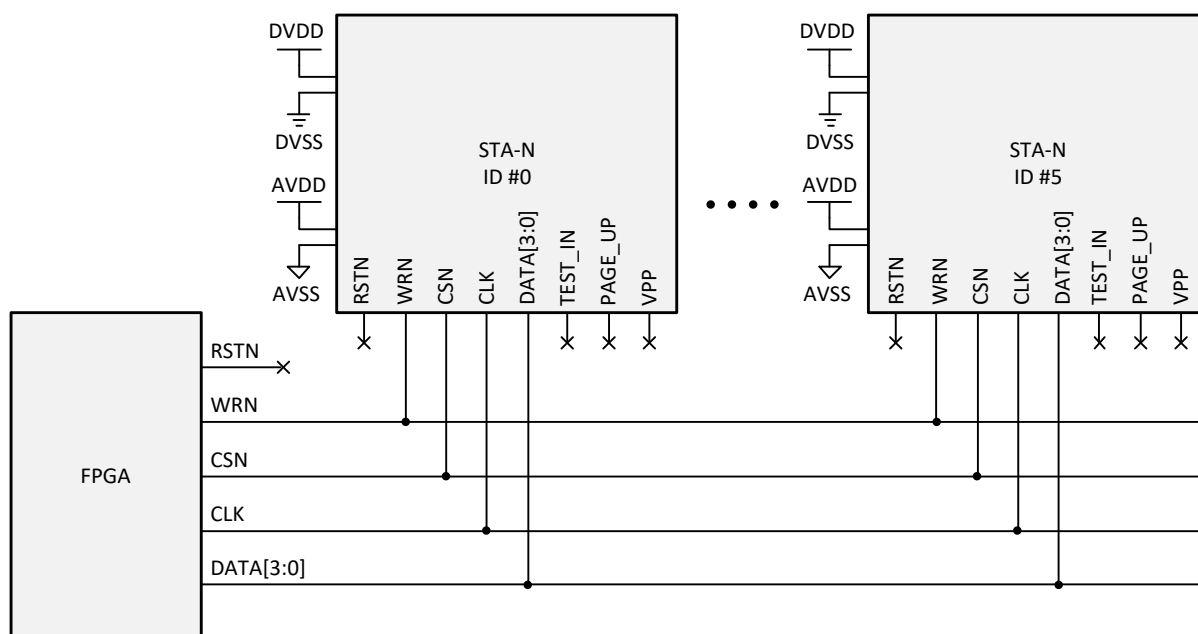 DVDD
DVSS
AVDD
AVSS
STA-N
ID #0
RSTN
WRN
CSN
CLK
DATA[3:0]
TEST_IN
PAGE_UP
VPP
DVDD
DVSS
AVDD
AVSS
STA-N
ID #5
RSTN
WRN
CSN
CLK
DATA[3:0]
TEST_IN
PAGE_UP
VPP
FPGA
RSTN
WRN
CSN
CLK
DATA[3:0]